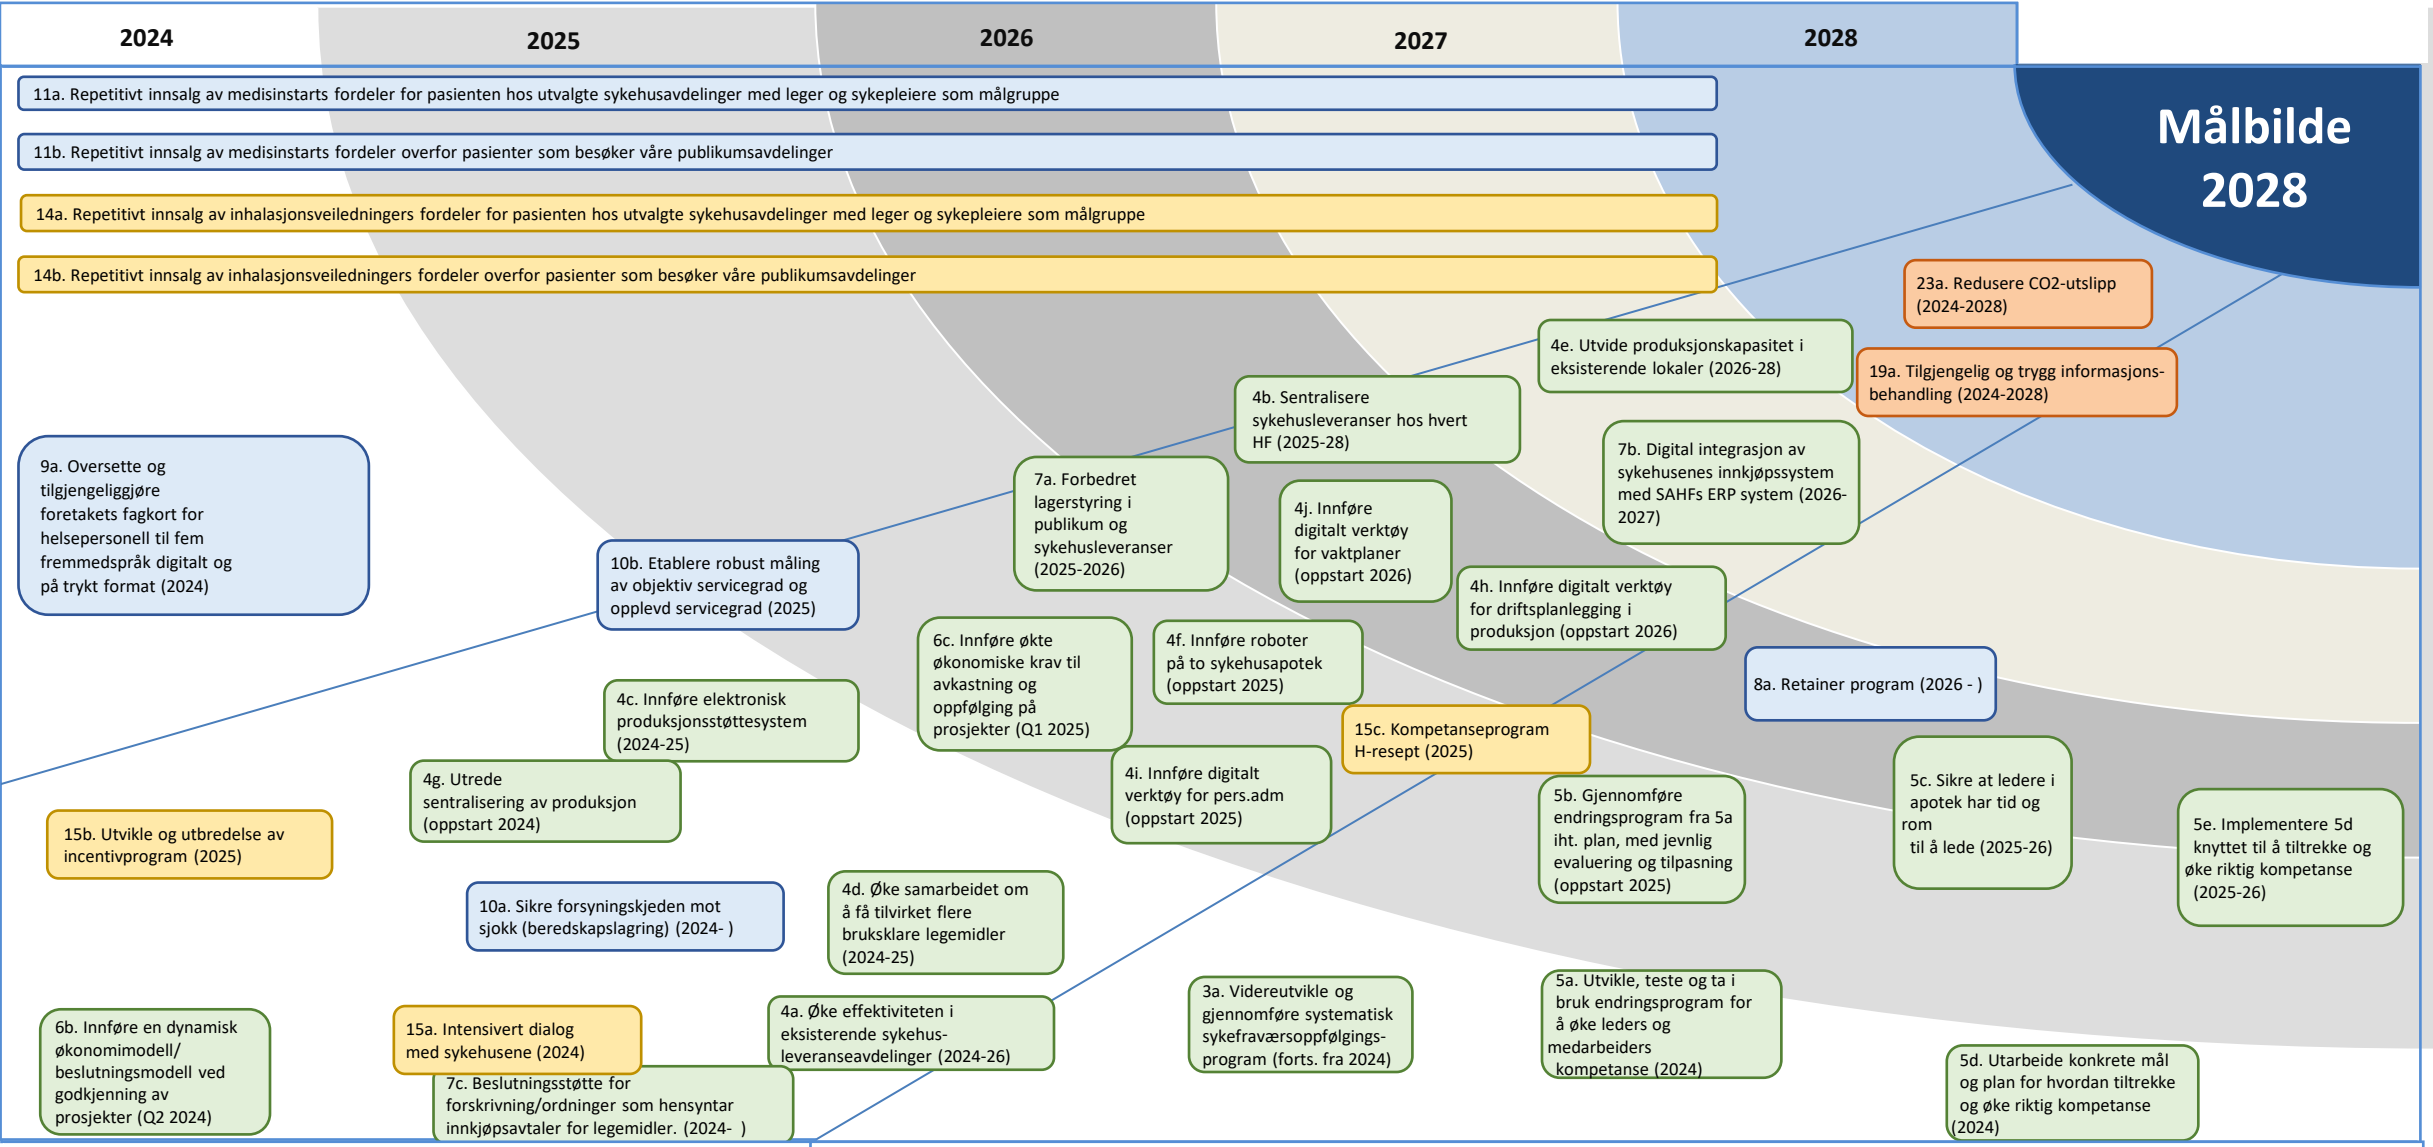 2024
2025
2026
2027
2028
11a. Repetitivt innsalg av medisinstarts fordeler for pasienten hos utvalgte sykehusavdelinger med leger og sykepleiere som målgruppe
11b. Repetitivt innsalg av medisinstarts fordeler overfor pasienter som besøker våre publikumsavdelinger
14a. Repetitivt innsalg av inhalasjonsveiledningers fordeler for pasienten hos utvalgte sykehusavdelinger med leger og sykepleiere som målgruppe
14b. Repetitivt innsalg av inhalasjonsveiledningers fordeler overfor pasienter som besøker våre publikumsavdelinger
Målbilde
2028
23a. Redusere CO2-utslipp
(2024-2028)
4e. Utvide produksjonskapasitet i
eksisterende lokaler (2026-28)
19a. Tilgjengelig og trygg informasjons-
behandling (2024-2028)
4b. Sentralisere
sykehusleveranser hos hvert
HF (2025-28)
7b. Digital integrasjon av
sykehusenes innkjøpssystem
med SAHFs ERP system (2026-
2027)
9a. Oversette og
tilgjengeliggjøre
foretakets fagkort for
helsepersonell til fem
fremmedspråk digitalt og
på trykt format (2024)
7a. Forbedret
lagerstyring i
publikum og
sykehusleveranser
(2025-2026)
4j. Innføre
digitalt verktøy
for vaktplaner
(oppstart 2026)
10b. Etablere robust måling
av objektiv servicegrad og
opplevd servicegrad (2025)
4h. Innføre digitalt verktøy
for driftsplanlegging i
produksjon (oppstart 2026)
6c. Innføre økte
økonomiske krav til
avkastning og
oppfølging på
prosjekter (Q1 2025)
4f. Innføre roboter
på to sykehusapotek
(oppstart 2025)
8a. Retainer program (2026 - )
4c. Innføre elektronisk
produksjonsstøttesystem
(2024-25)
15c. Kompetanseprogram
H-resept (2025)
4g. Utrede
sentralisering av produksjon
(oppstart 2024)
4i. Innføre digitalt
verktøy for pers.adm
(oppstart 2025)
5b. Gjennomføre
endringsprogram fra 5a
iht. plan, med jevnlig
evaluering og tilpasning
(oppstart 2025)
5c. Sikre at ledere i
apotek har tid og
rom
til å lede (2025-26)
5e. Implementere 5d
knyttet til å tiltrekke og
øke riktig kompetanse
(2025-26)
15b. Utvikle og utbredelse av
incentivprogram (2025)
10a. Sikre forsyningskjeden mot
sjokk (beredskapslagring) (2024- )
4d. Øke samarbeidet om
å få tilvirket flere
bruksklare legemidler
(2024-25)
6b. Innføre en dynamisk
økonomimodell/
beslutningsmodell ved
godkjenning av
prosjekter (Q2 2024)
15a. Intensivert dialog
med sykehusene (2024)
4a. Øke effektiviteten i
eksisterende sykehus-
leveranseavdelinger (2024-26)
7c. Beslutningsstøtte for
forskrivning/ordninger som hensyntar
innkjøpsavtaler for legemidler. (2024- )
3a. Videreutvikle og
gjennomføre systematisk
sykefraværsoppfølgings-
program (forts. fra 2024)
5a. Utvikle, teste og ta i
bruk endringsprogram for
å øke leders og
medarbeiders
kompetanse (2024)
5d. Utarbeide konkrete mål
og plan for hvordan tiltrekke
og øke riktig kompetanse
(2024)